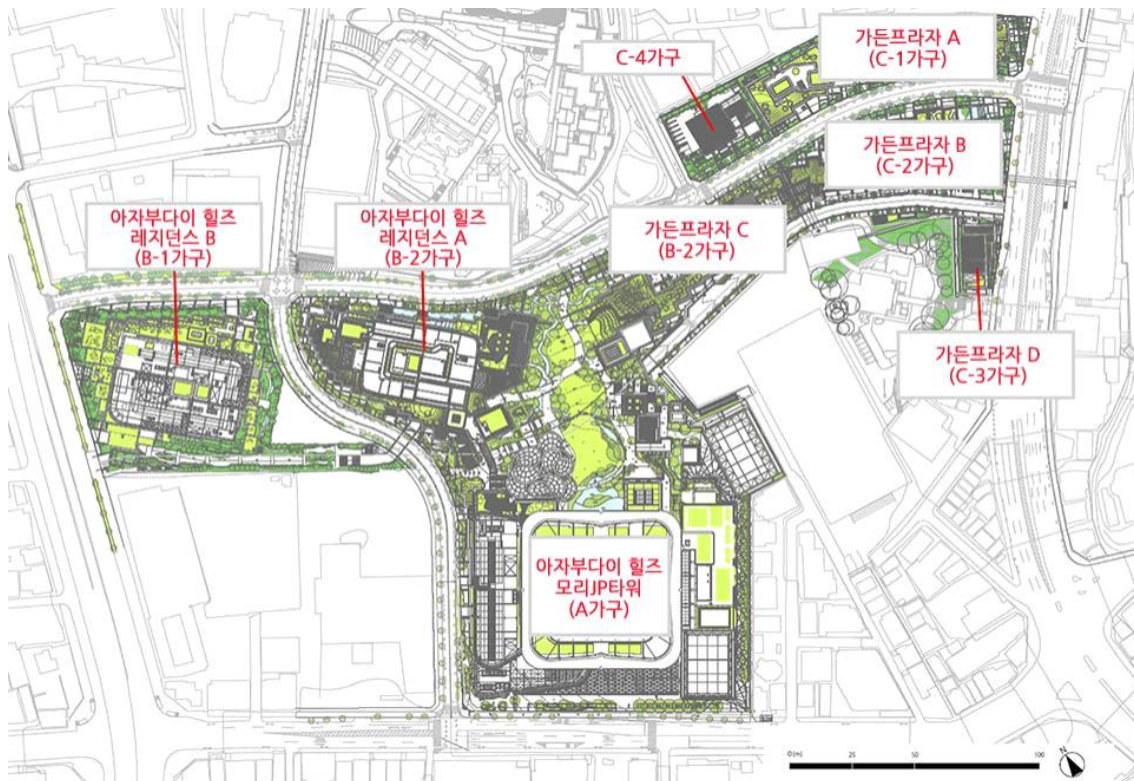 가든프라자 A
(C-1가구)
C-4가구
가든프라자 B
(C-2가구)
아자부다이 힐즈
레지던스 B
(B-1가구)
아자부다이 힐즈
레지던스 A
(B-2가구)
가든프라자 C
(B-2가구)
가든프라자 D
(C-3가구)
아자부다이 힐즈
모리JP타워
(A가구)
0(m) 25 50 100
N